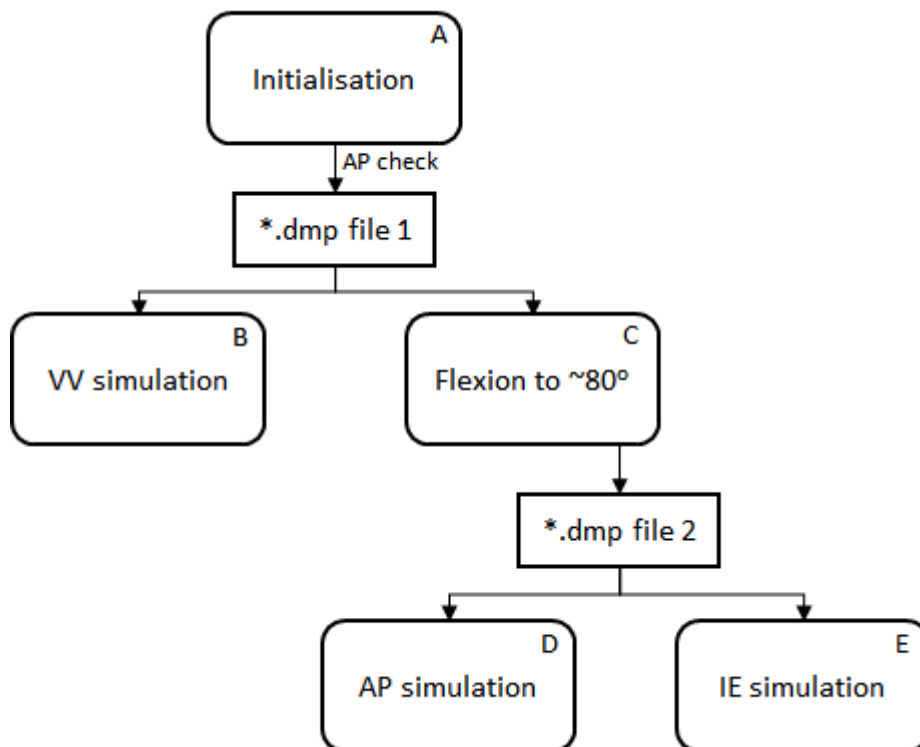 A
Initialisation
AP check
*.dmp file 1
B
VV simulation
C
Flexion to ~80º
*.dmp file 2
D
AP simulation
E
IE simulation